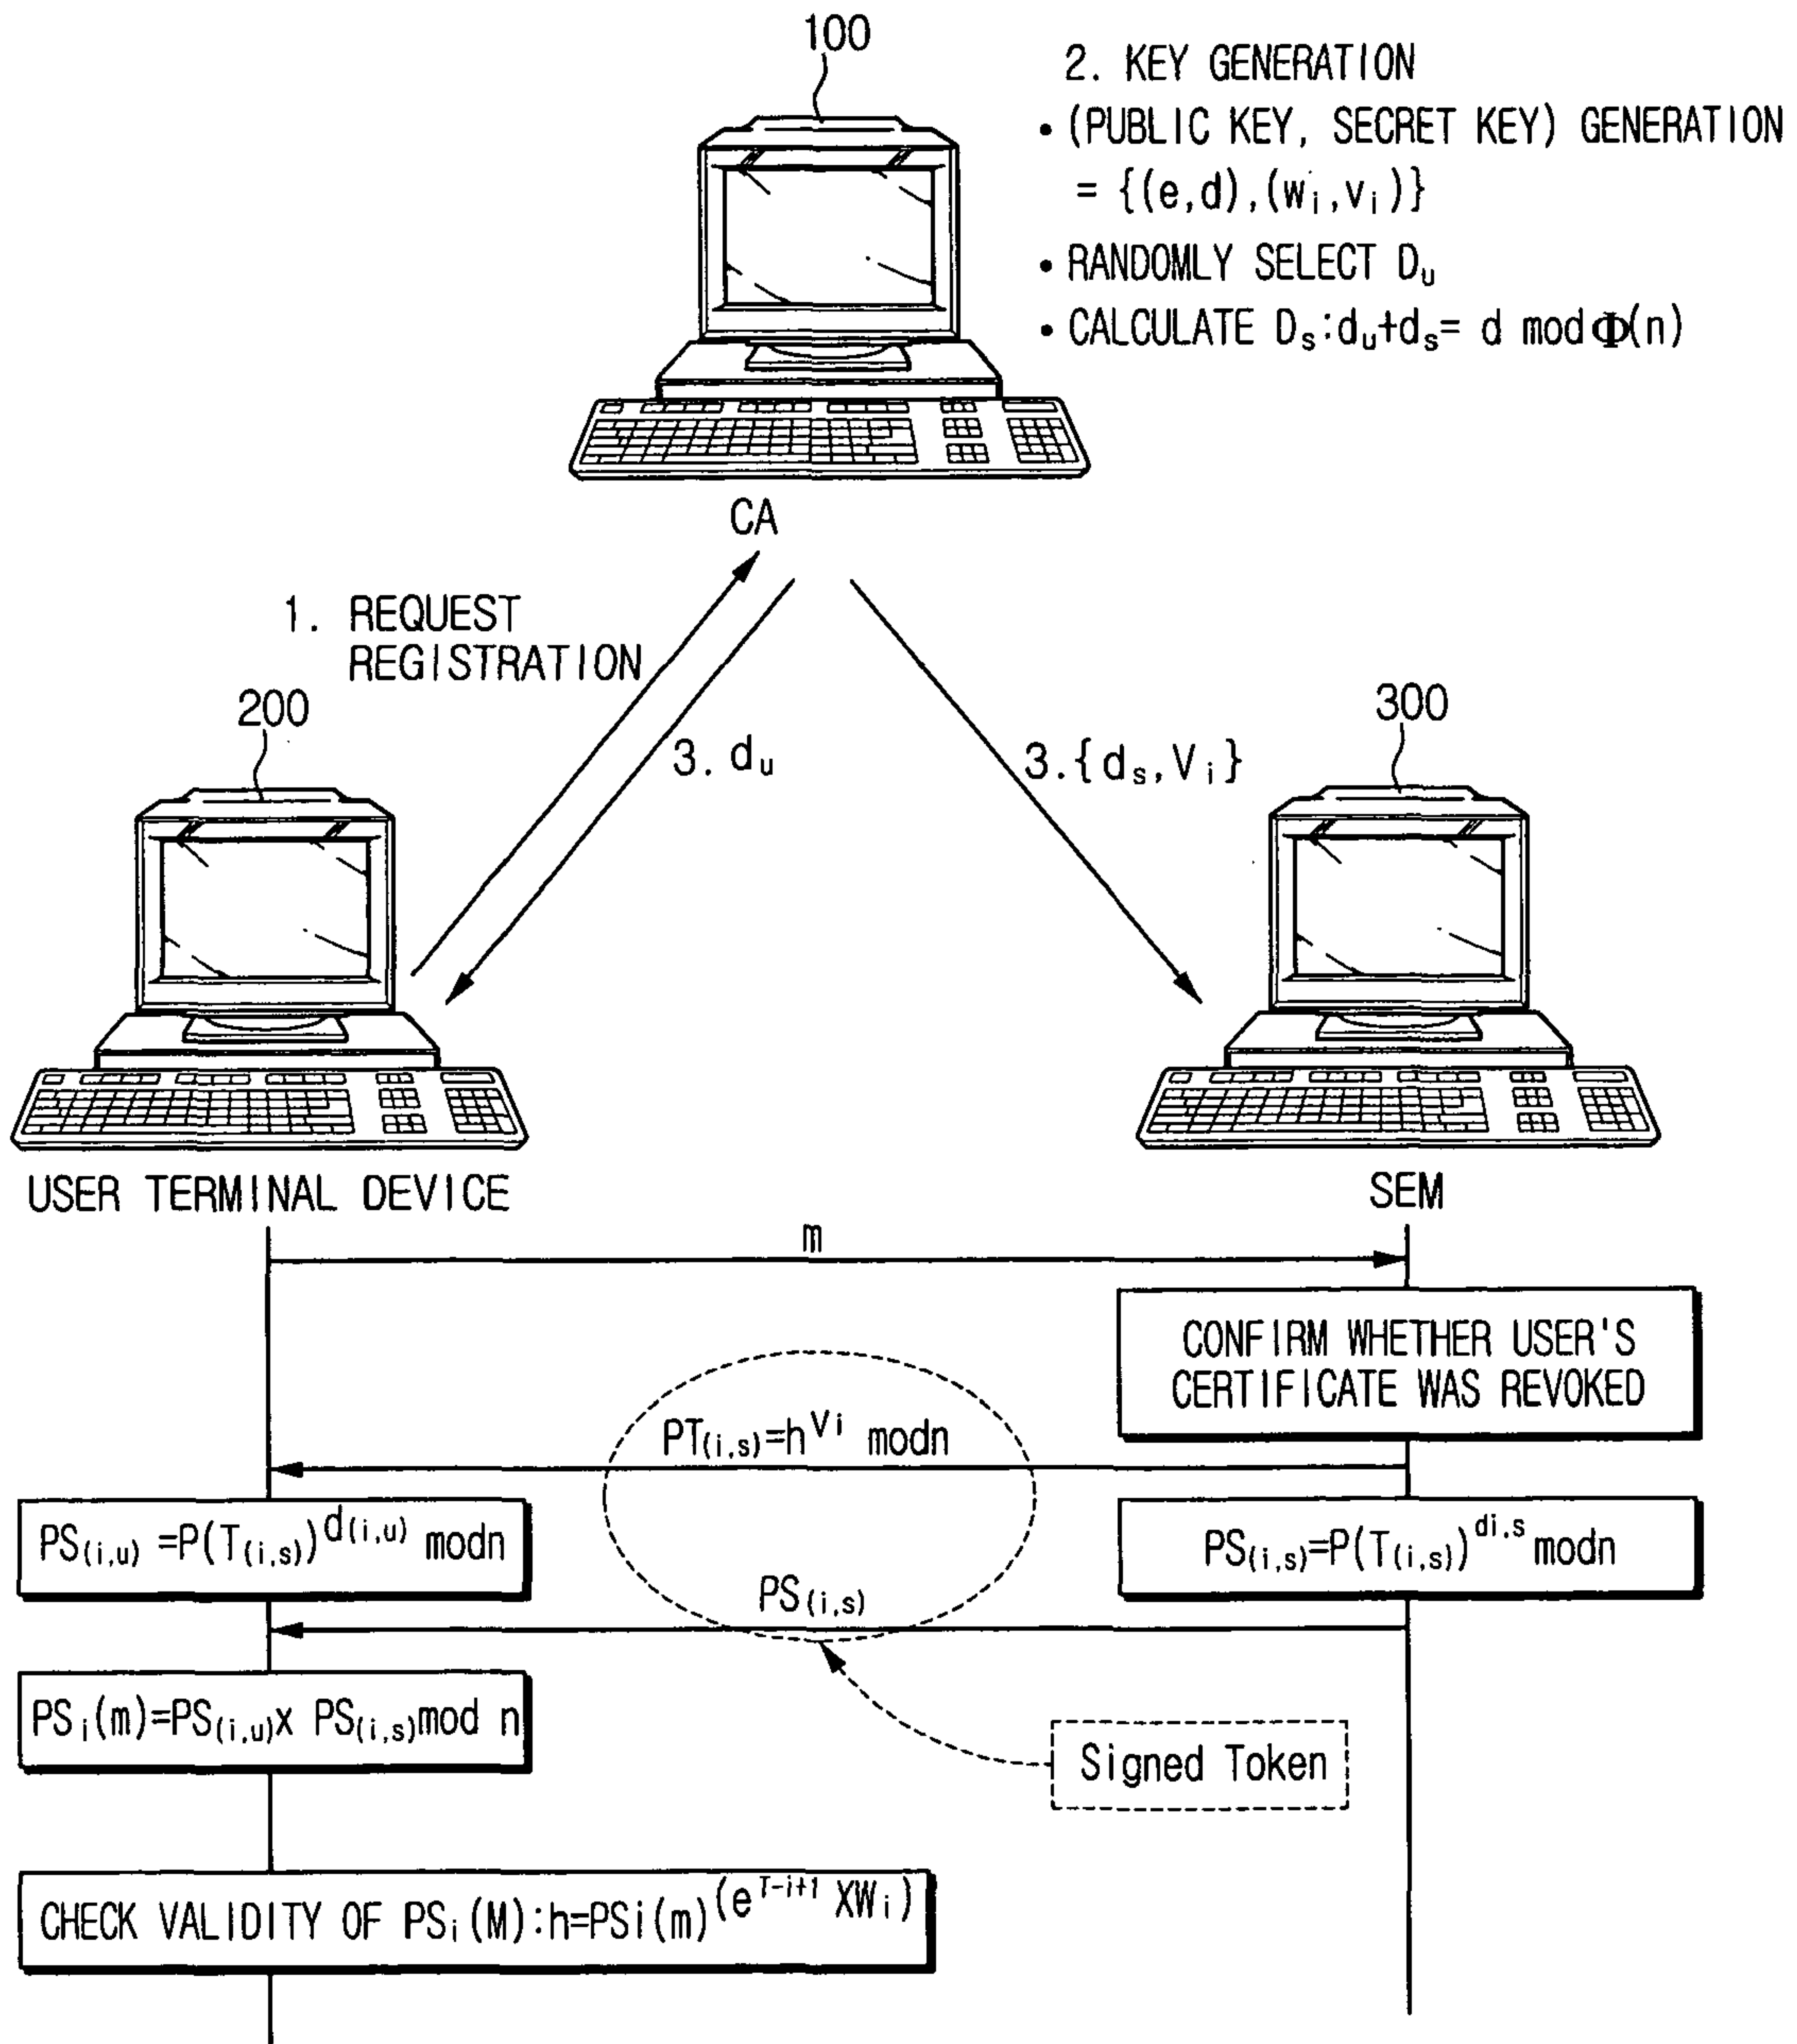 100
2. KEY GENERATION
• (PUBLIC KEY, SECRET KEY) GENERATION
= {(e,d),(wᵢ,vᵢ)}
• RANDOMLY SELECT Dᵤ
• CALCULATE Dₛ:dᵤ+dₛ= d mod Φ(n)
CA
1. REQUEST
REGISTRATION
200
3. dᵤ
3.{dₛ,Vᵢ}
300
USER TERMINAL DEVICE
SEM
m
CONFIRM WHETHER USER'S
CERTIFICATE WAS REVOKED
PT₍ᵢ,ₛ₎=h^Vi modn
PS₍ᵢ,ᵤ₎ =P(T₍ᵢ,ₛ₎)^d(i,u) modn
PS₍ᵢ,ₛ₎=P(T₍ᵢ,ₛ₎)^di,s modn
PS₍ᵢ,ₛ₎
PSᵢ(m)=PS₍ᵢ,ᵤ₎x PS₍ᵢ,ₛ₎mod n
Signed Token
CHECK VALIDITY OF PSᵢ(M):h=PSi(m)^(e^T-i+1 XWᵢ)